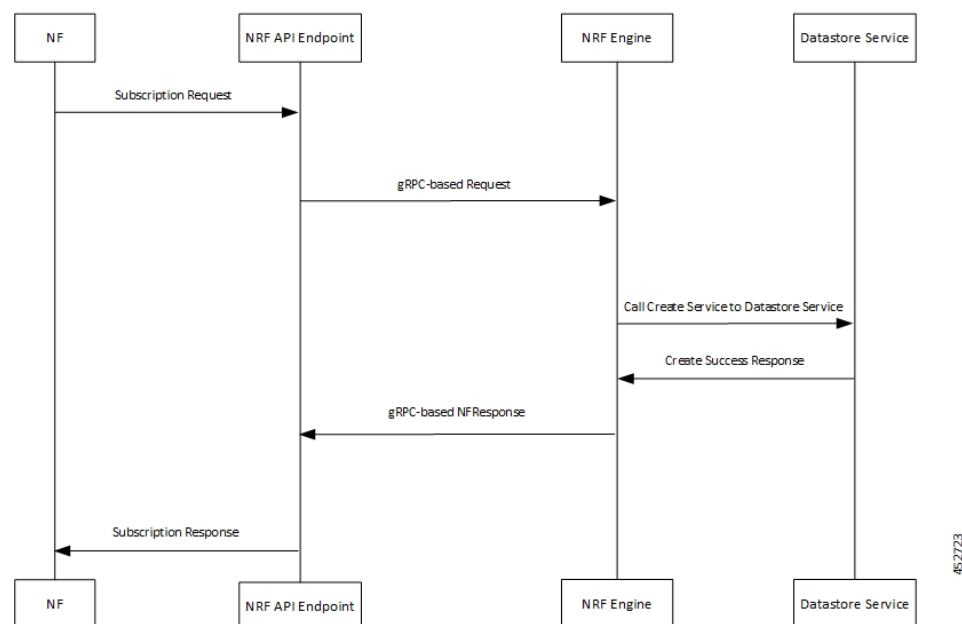 NF
NRF API Endpoint
NRF Engine
Datastore Service
Subscription Request
gRPC-based Request
Call Create Service to Datastore Service
Create Success Response
gRPC-based NFResponse
Subscription Response
452723
NF
NRF API Endpoint
NRF Engine
Datastore Service